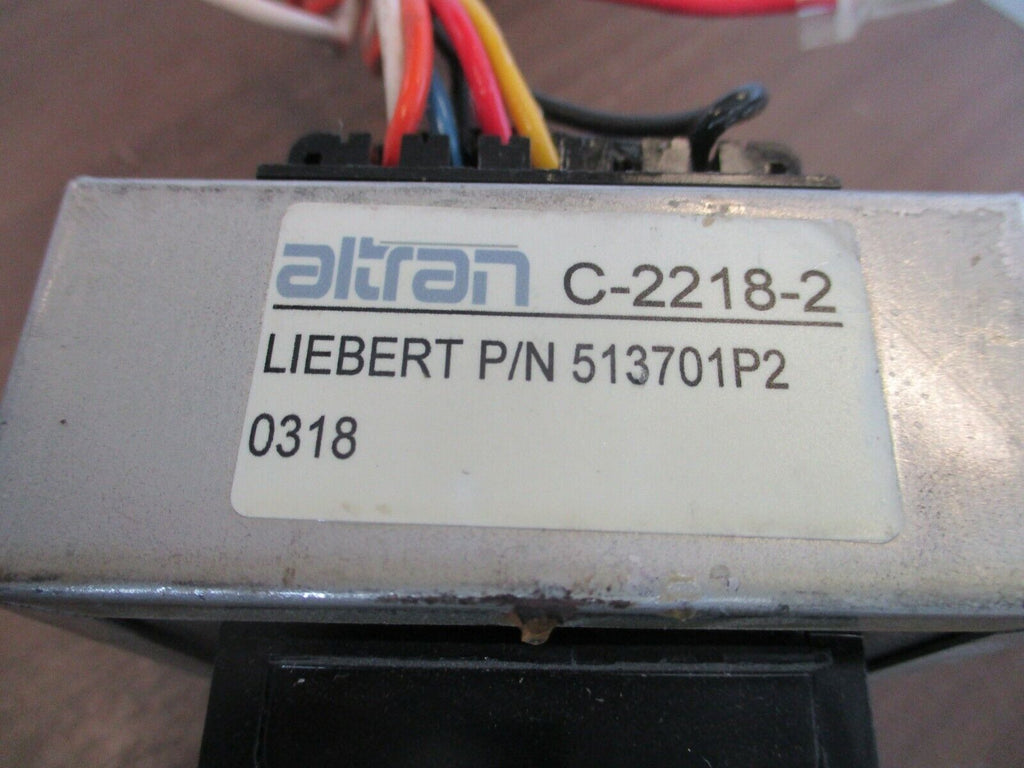 altran C-2218-2
LIEBERT P/N 513701P2
0318